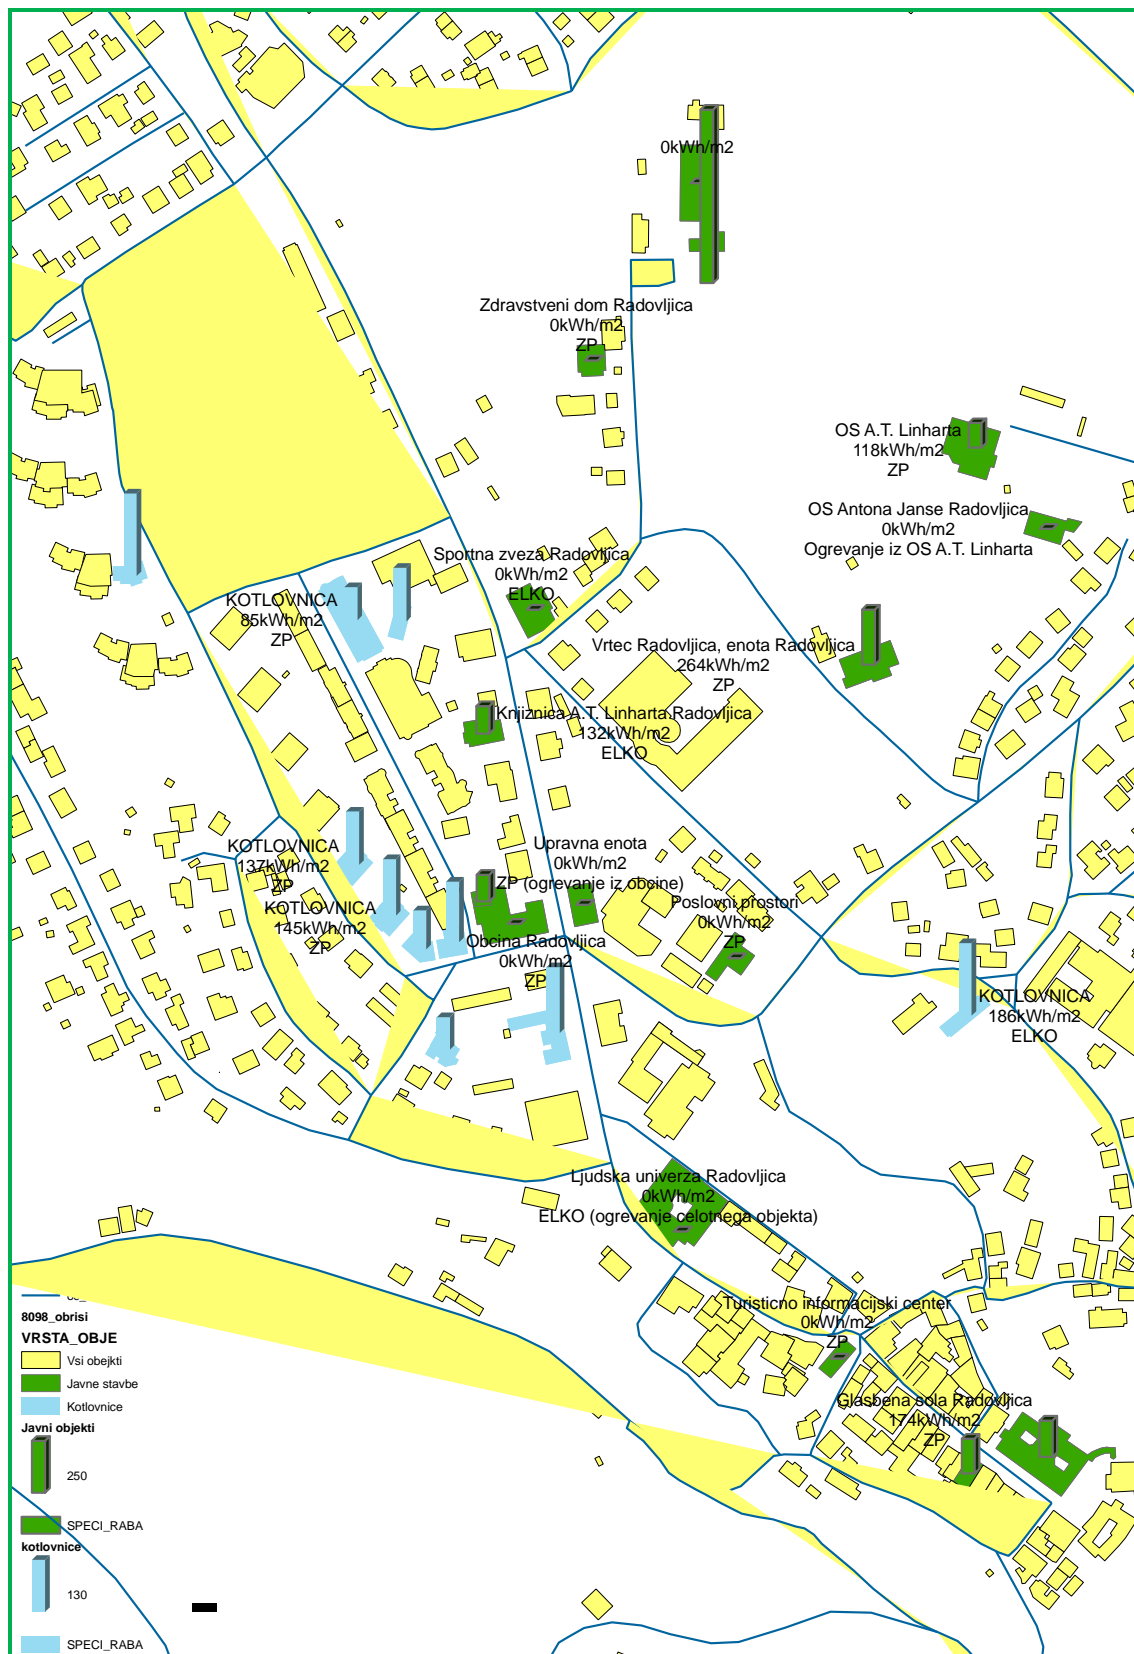 0kWh/m2
Zdravstveni dom Radovljica
0kWh/m2
ZP
OS A.T. Linharta
118kWh/m2
ZP
OS Antona Janse Radovljica
0kWh/m2
Ogrevanje iz OS A.T. Linharta
Sportna zveza Radovljica
0kWh/m2
ELKO
KOTLOVNICA
85kWh/m2
ZP
Vrtec Radovljica, enota Radovljica
264kWh/m2
ZP
Knjiznica A.T. Linharta Radovljica
132kWh/m2
ELKO
KOTLOVNICA
137kWh/m2
ZP
Upravna enota
0kWh/m2
ZP (ogrevanje iz obcine)
KOTLOVNICA
145kWh/m2
ZP
Poslovni prostori
0kWh/m2
ZP
Obcina Radovljica
0kWh/m2
ZP
KOTLOVNICA
186kWh/m2
ELKO
Ljudska univerza Radovljica
0kWh/m2
ELKO (ogrevanje celotnega objekta)
Turisticno informacijski center
0kWh/m2
ZP
Glasbena sola Radovljica
174kWh/m2
ZP
8098_obrisi
VRSTA_OBJE
Vsi obejkti
Javne stavbe
Kotlovnice
Javni objekti
250
SPECI_RABA
kotlovnice
130
SPECI_RABA